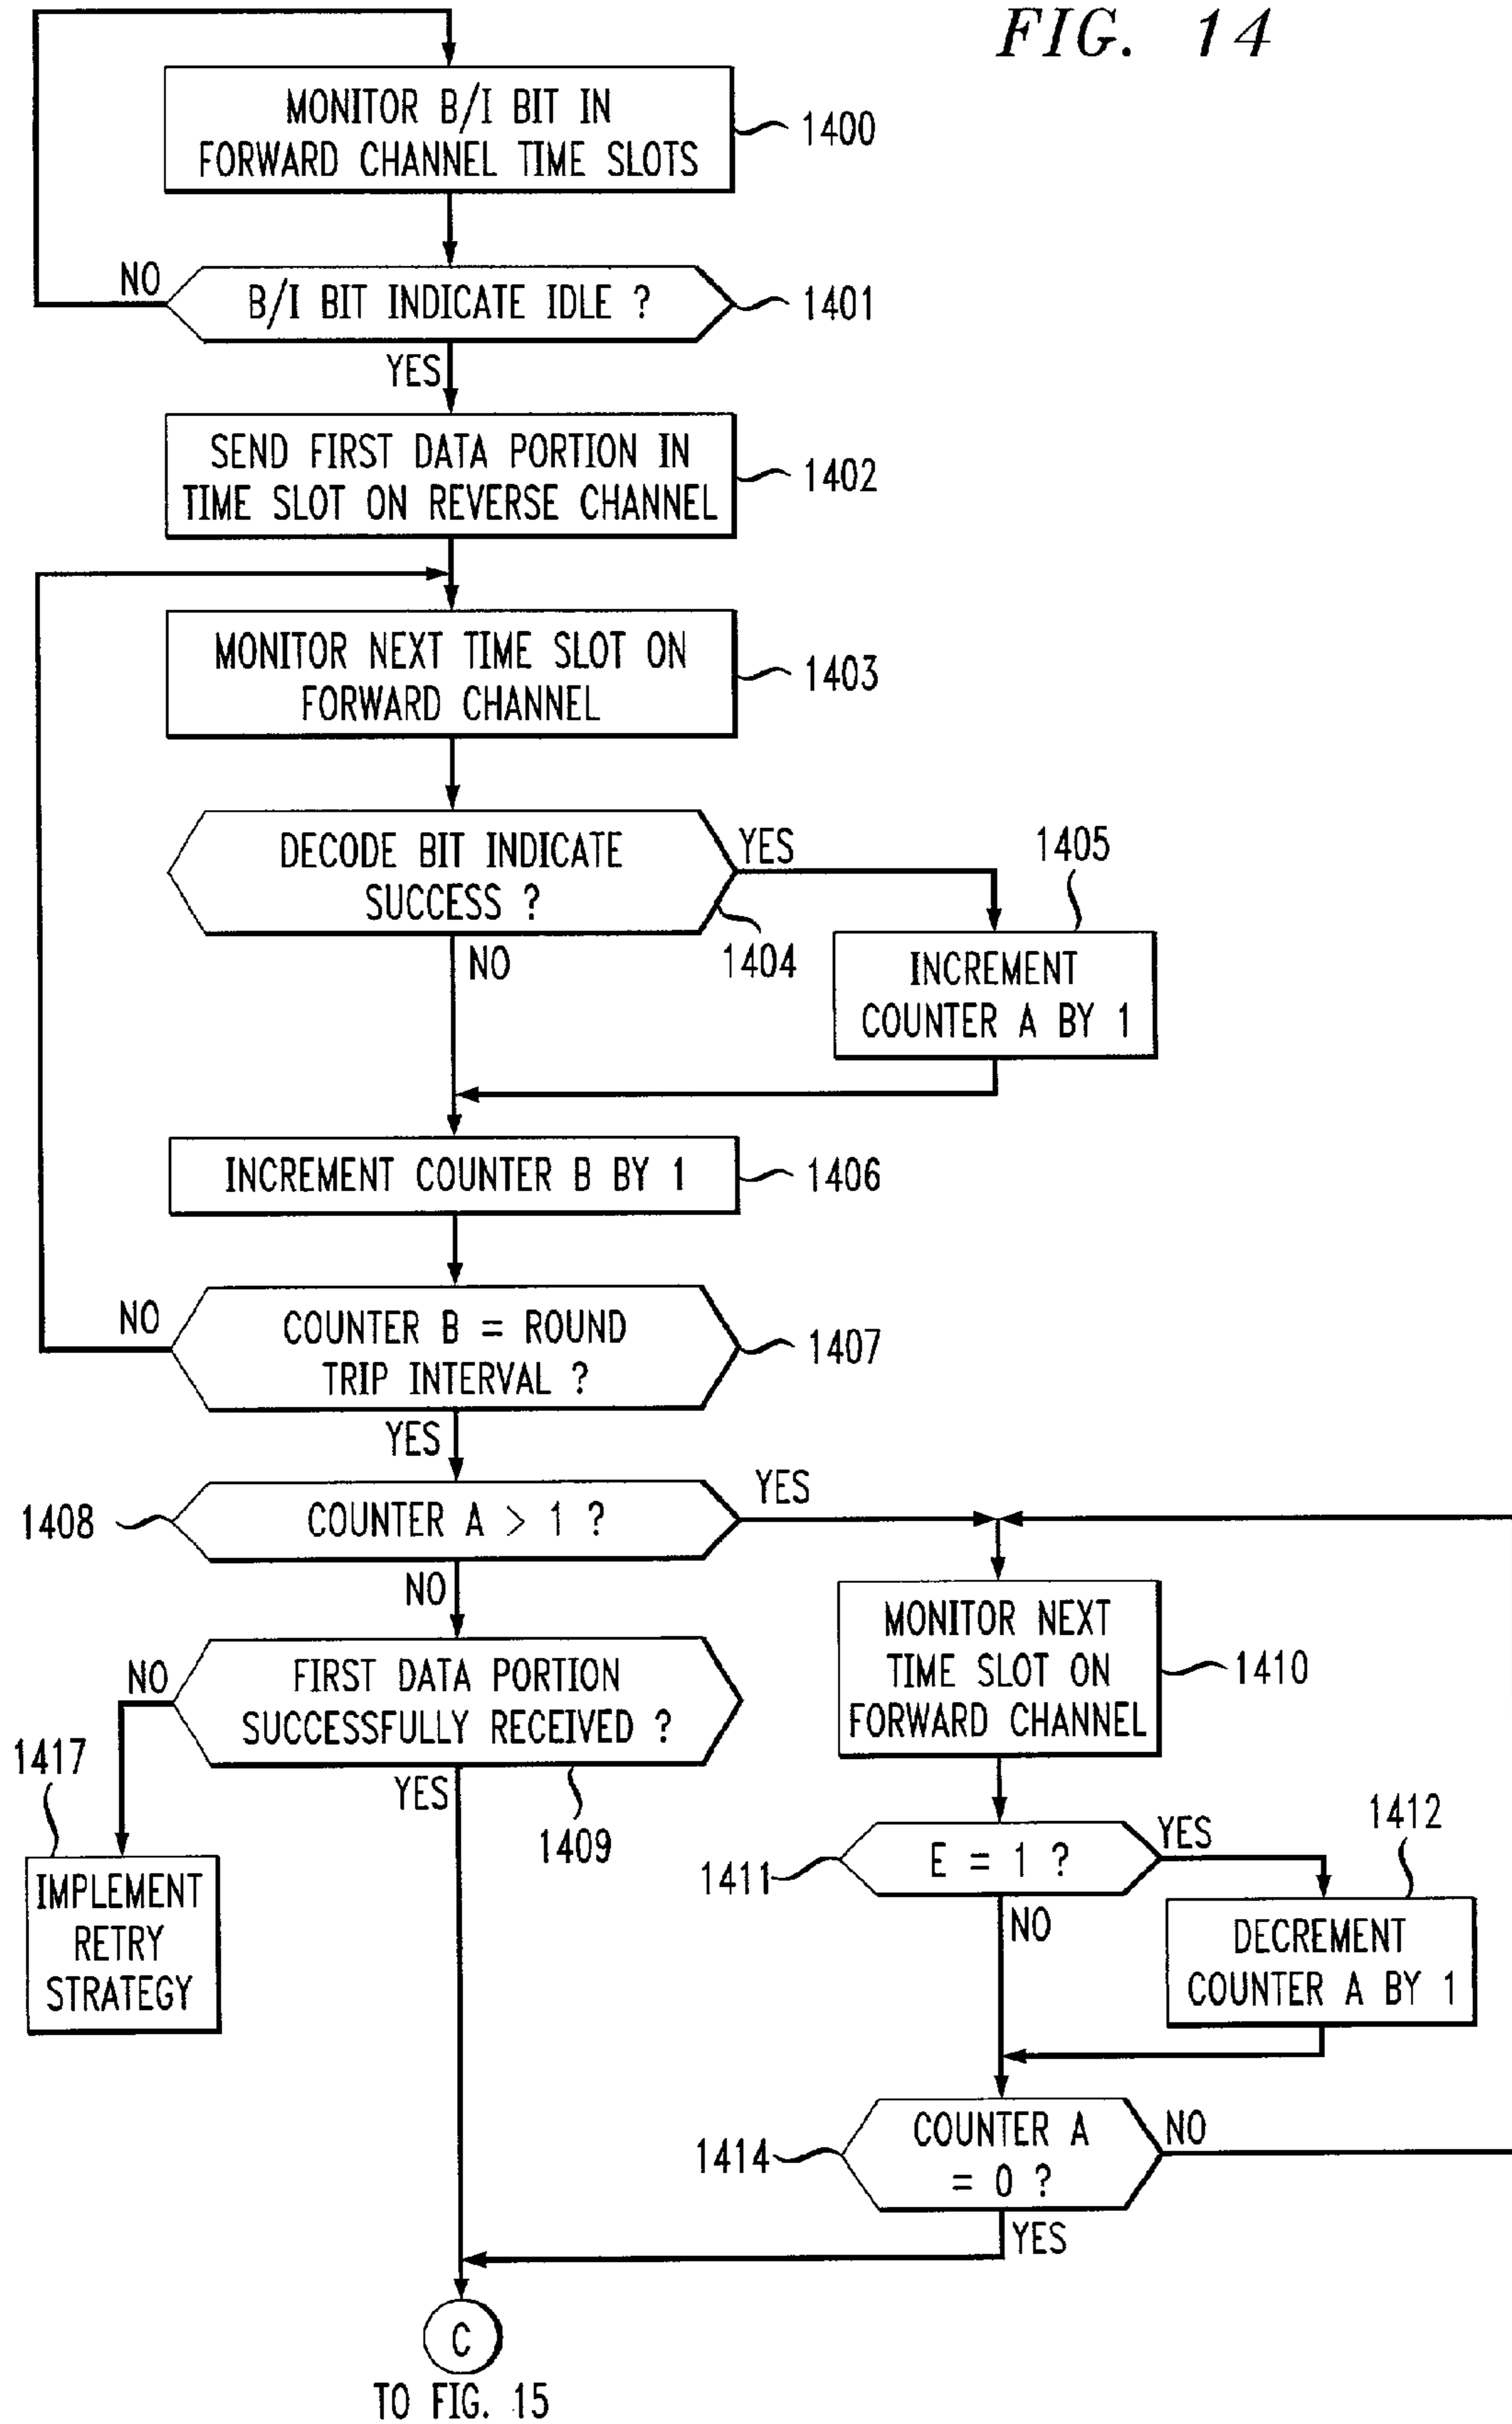 FIG. 14
MONITOR B/I BIT IN
FORWARD CHANNEL TIME SLOTS
1400
NO
B/I BIT INDICATE IDLE ?
1401
YES
SEND FIRST DATA PORTION IN
TIME SLOT ON REVERSE CHANNEL
1402
MONITOR NEXT TIME SLOT ON
FORWARD CHANNEL
1403
DECODE BIT INDICATE
SUCCESS ?
YES
1404
NO
1405
INCREMENT
COUNTER A BY 1
INCREMENT COUNTER B BY 1
1406
NO
COUNTER B = ROUND
TRIP INTERVAL ?
1407
YES
1408
COUNTER A > 1 ?
YES
NO
NO
FIRST DATA PORTION
SUCCESSFULLY RECEIVED ?
1409
YES
1417
IMPLEMENT
RETRY
STRATEGY
MONITOR NEXT
TIME SLOT ON
FORWARD CHANNEL
1410
1411
E = 1 ?
YES
NO
1412
DECREMENT
COUNTER A BY 1
1414
COUNTER A
= 0 ?
NO
YES
C
TO FIG. 15